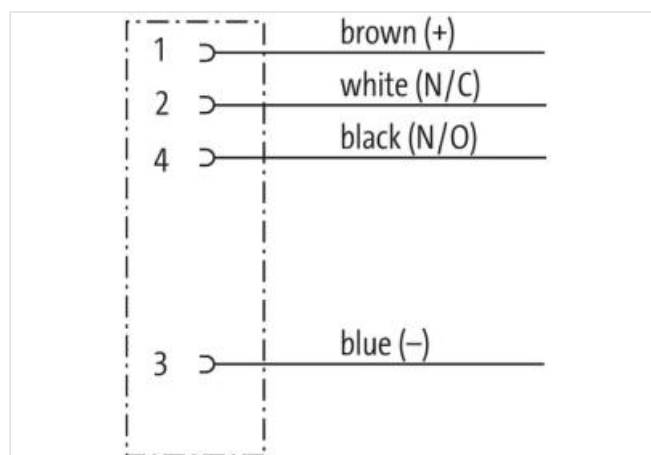 1 brown (+)
2 white (N/C)
4 black (N/O)
3 blue (–)